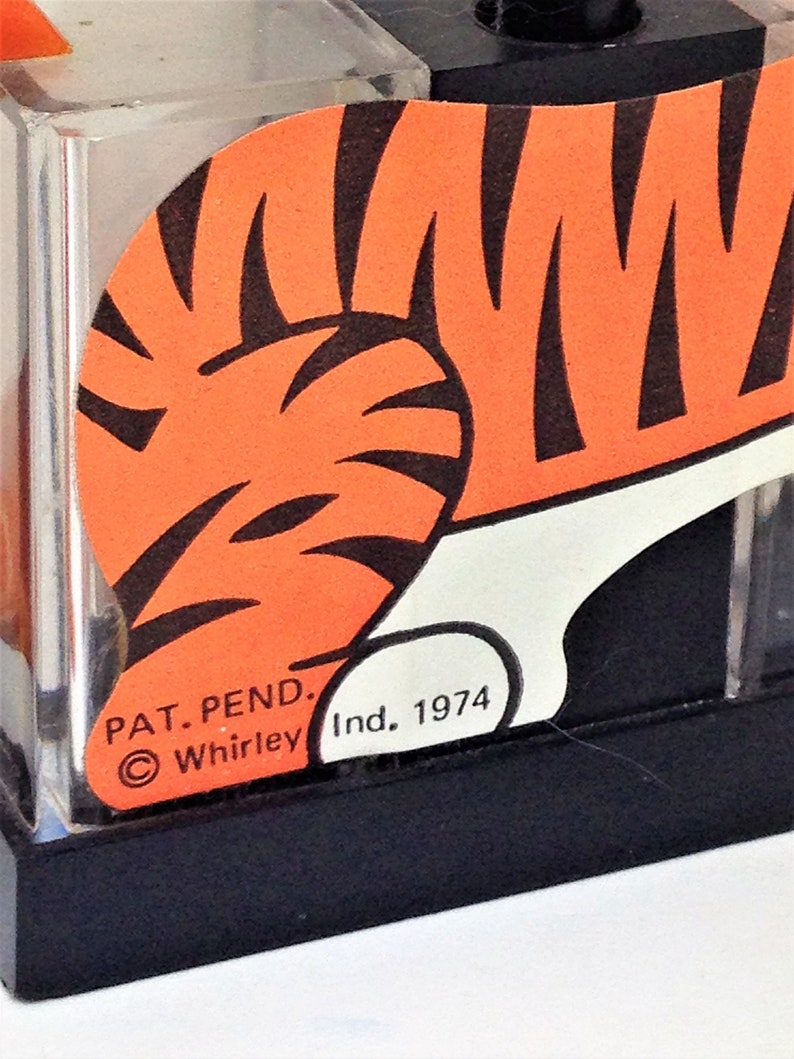 PAT. PEND.
© Whirley Ind. 1974